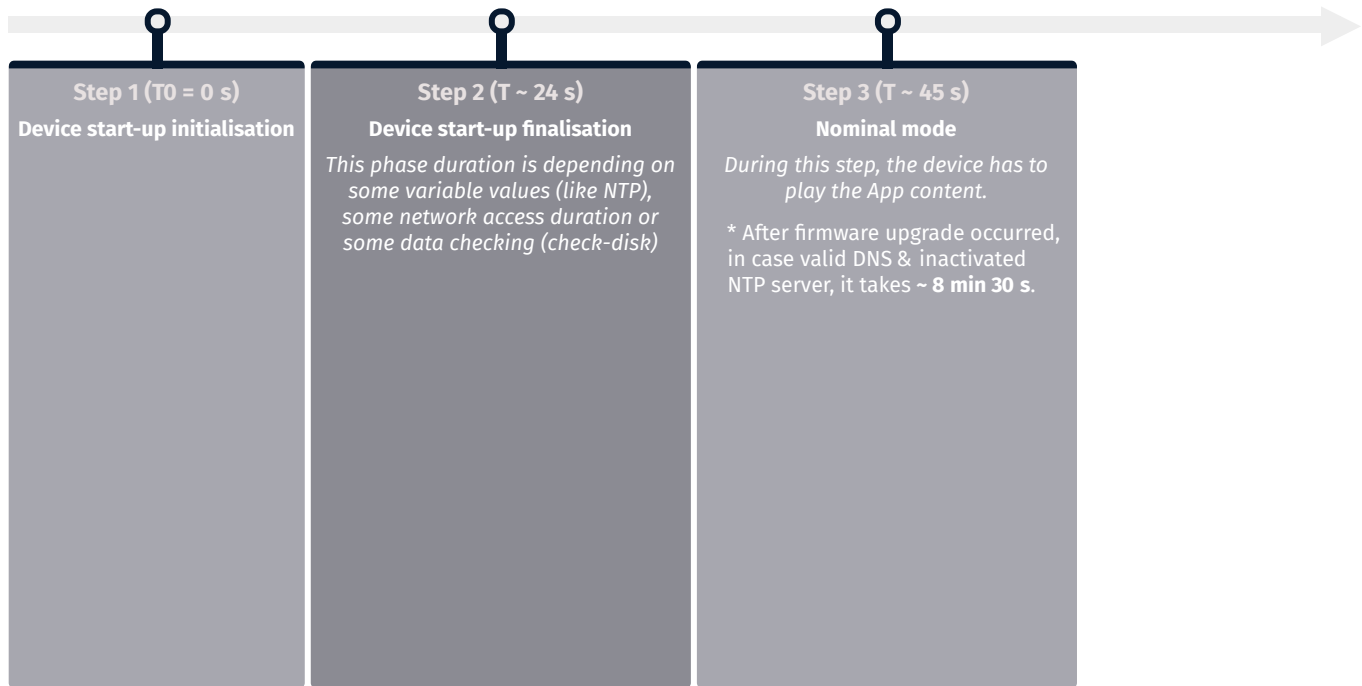 Step 1 (T0 = 0 s)
Device start-up initialisation
Step 2 (T ~ 24 s)
Device start-up finalisation
This phase duration is depending on
some variable values (like NTP),
some network access duration or
some data checking (check-disk)
Step 3 (T ~ 45 s)
Nominal mode
During this step, the device has to
play the App content.
* After firmware upgrade occurred,
in case valid DNS & inactivated
NTP server, it takes ~ 8 min 30 s.